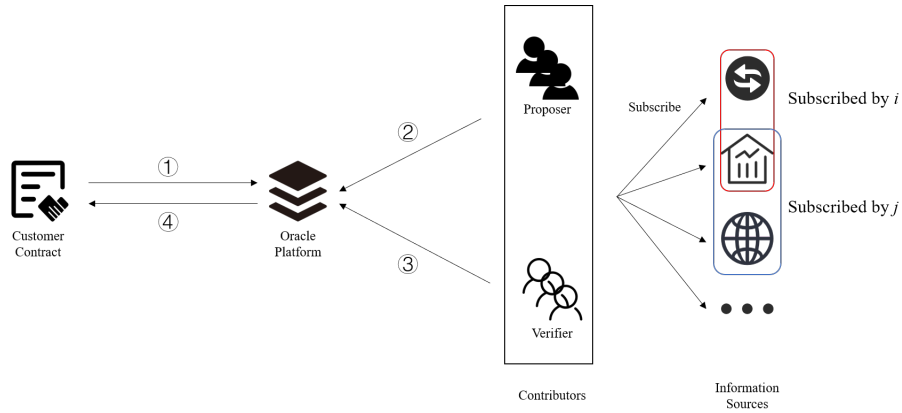 Proposer
Subscribe
Subscribed by i
①
②
Customer
Contract
④
Oracle
Platform
③
Subscribed by j
Verifier
Contributors
Information
Sources